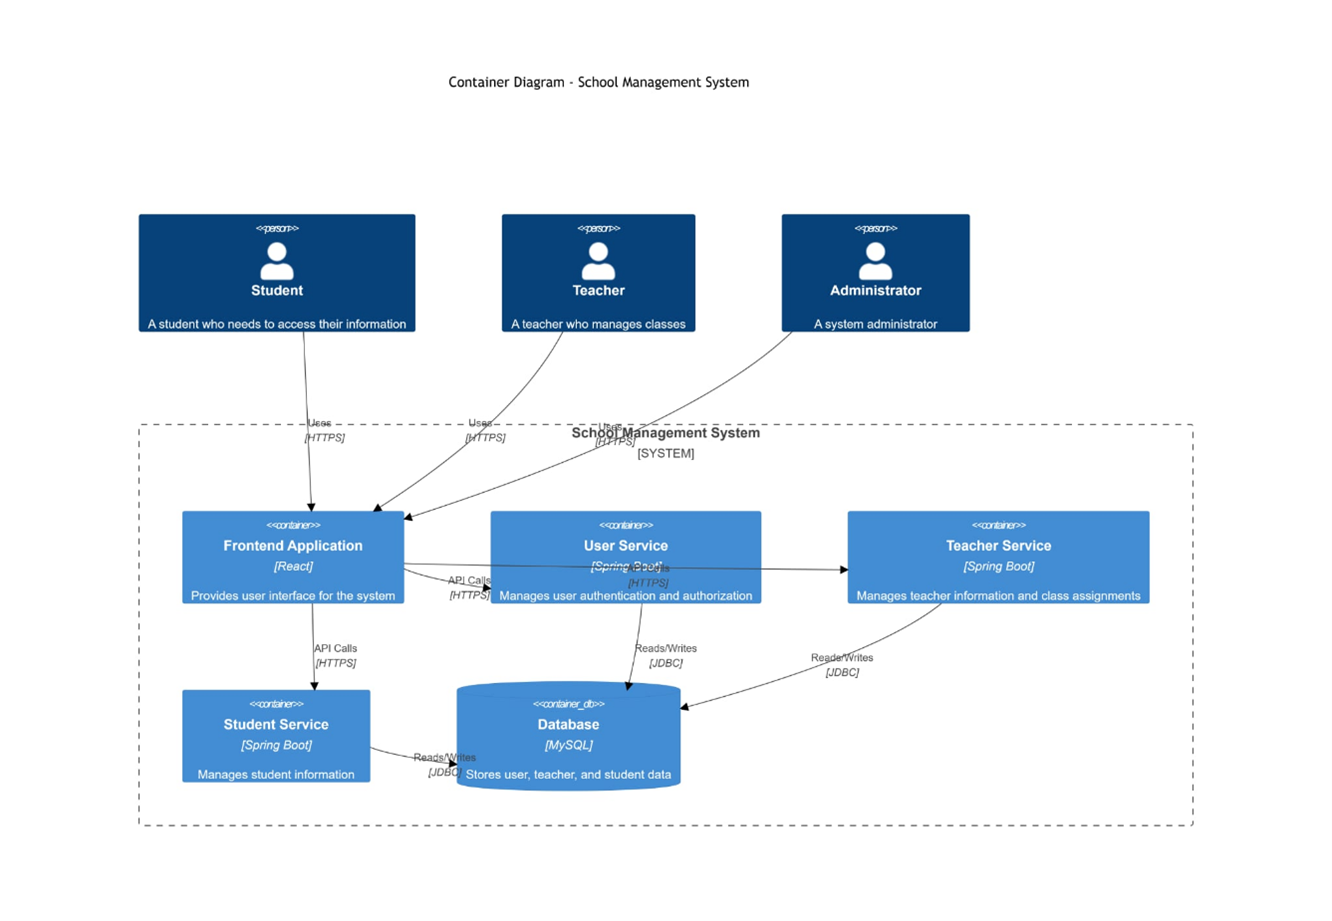 Container Diagram - School Management System
<<person>>
Student
A student who needs to access their information
<<person>>
Teacher
A teacher who manages classes
<<person>>
Administrator
A system administrator
Uses
[HTTPS]
Uses
[HTTPS]
Uses
[HTTPS]
School Management System
[SYSTEM]
<<container>>
Frontend Application
[React]
Provides user interface for the system
<<container>>
User Service
[Spring Boot]
Manages user authentication and authorization
<<container>>
Teacher Service
[Spring Boot]
Manages teacher information and class assignments
API Calls
[HTTPS]
API Calls
[HTTPS]
API Calls
[HTTPS]
Reads/Writes
[JDBC]
Reads/Writes
[JDBC]
<<container>>
Student Service
[Spring Boot]
Manages student information
Reads/Writes
[JDBC]
<<container_db>>
Database
[MySQL]
Stores user, teacher, and student data